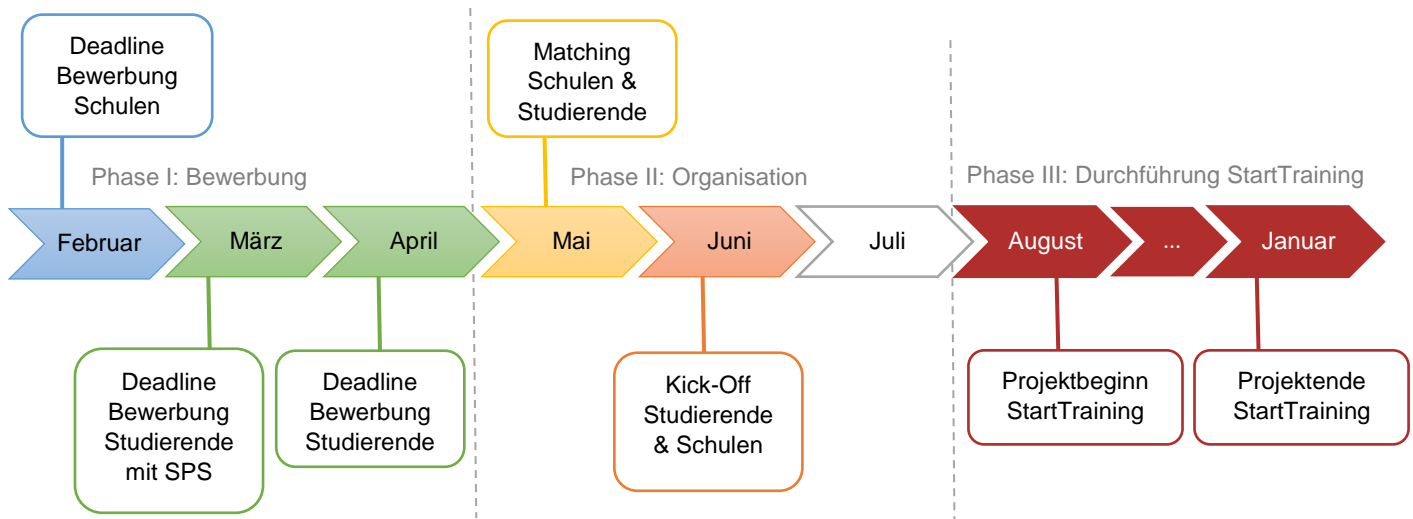 Deadline
Bewerbung
Schulen
Matching
Schulen &
Studierende
Phase I: Bewerbung
Phase II: Organisation
Phase III: Durchführung StartTraining
Februar
März
April
Mai
Juni
Juli
August
...
Januar
Deadline
Bewerbung
Studierende
mit SPS
Deadline
Bewerbung
Studierende
Kick-Off
Studierende
& Schulen
Projektbeginn
StartTraining
Projektende
StartTraining